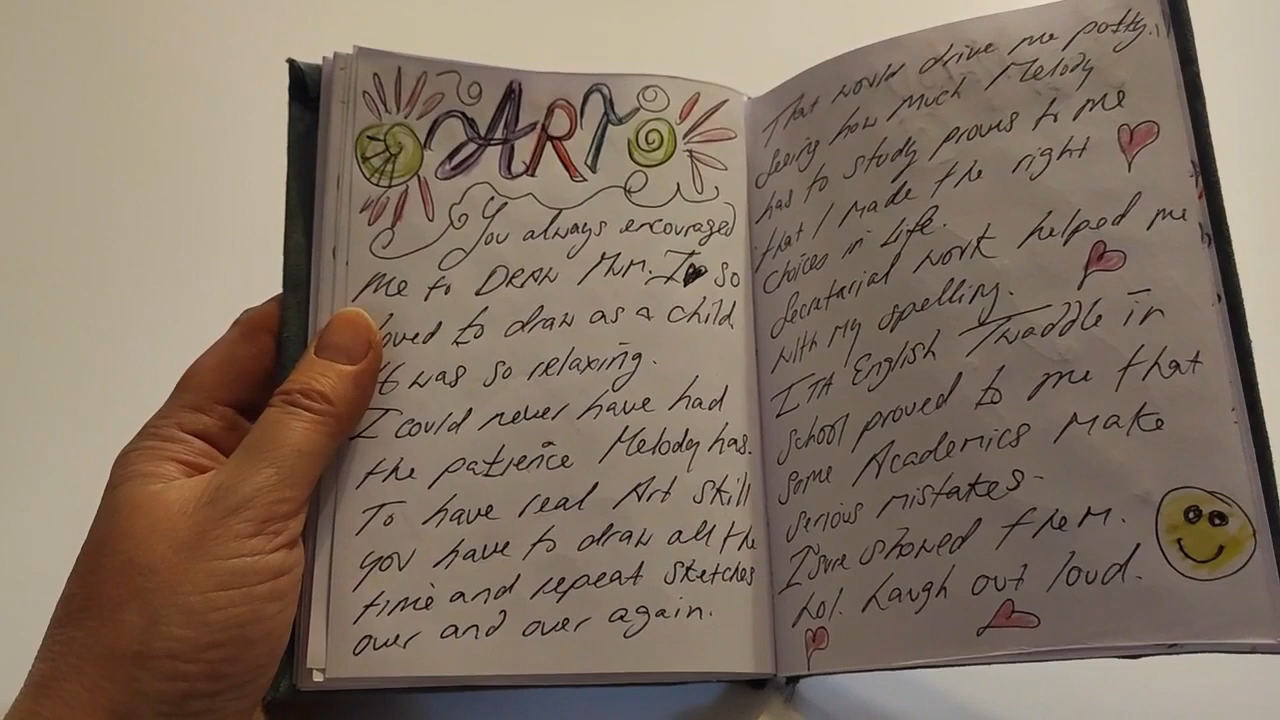 ART
You always encouraged
me to DRAW MUM. I so
loved to draw as a child
it was so relaxing.
I could never have had
the patience Melody has.
To have real Art skill
you have to draw all the
time and repeat sketches
over and over again.
That would drive me potty.
Seeing how much Melody
has to study proves to me
that I made the right
choices in Life.
Secretarial work helped me
with my spelling.
English Twaddle in
school proved to me that
some Academics make
serious mistakes.
I sure showed them.
Lol. Laugh out loud.